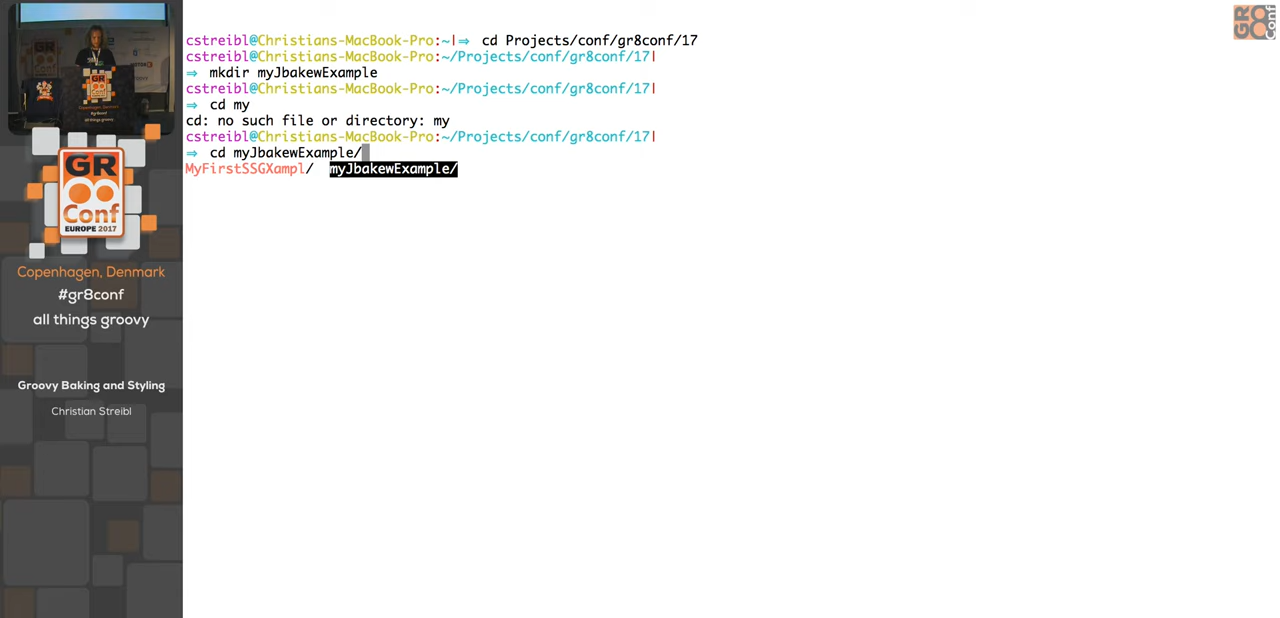 GR
Conf
EUROPE 2017
Copenhagen, Denmark
#gr8conf
all things groovy
Groovy Baking and Styling
Christian Streibl
cstreibl@Christians-MacBook-Pro:~|⇒  cd Projects/conf/gr8conf/17
cstreibl@Christians-MacBook-Pro:~/Projects/conf/gr8conf/17|
⇒  mkdir myJbakewExample
cstreibl@Christians-MacBook-Pro:~/Projects/conf/gr8conf/17|
⇒  cd my
cd: no such file or directory: my
cstreibl@Christians-MacBook-Pro:~/Projects/conf/gr8conf/17|
⇒  cd myJbakewExample/
MyFirstSSGXampl/  myJbakewExample/
GR
Conf